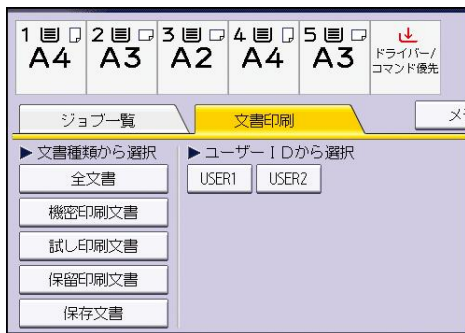 1 2 3 4 5
A4 A3 A2 A4 A3
ドライバー/
コマンド優先
ジョブ一覧 文書印刷
▶ 文書種類から選択 ▶ ユーザーIDから選択
全文書 USER1 USER2
機密印刷文書
試し印刷文書
保留印刷文書
保存文書